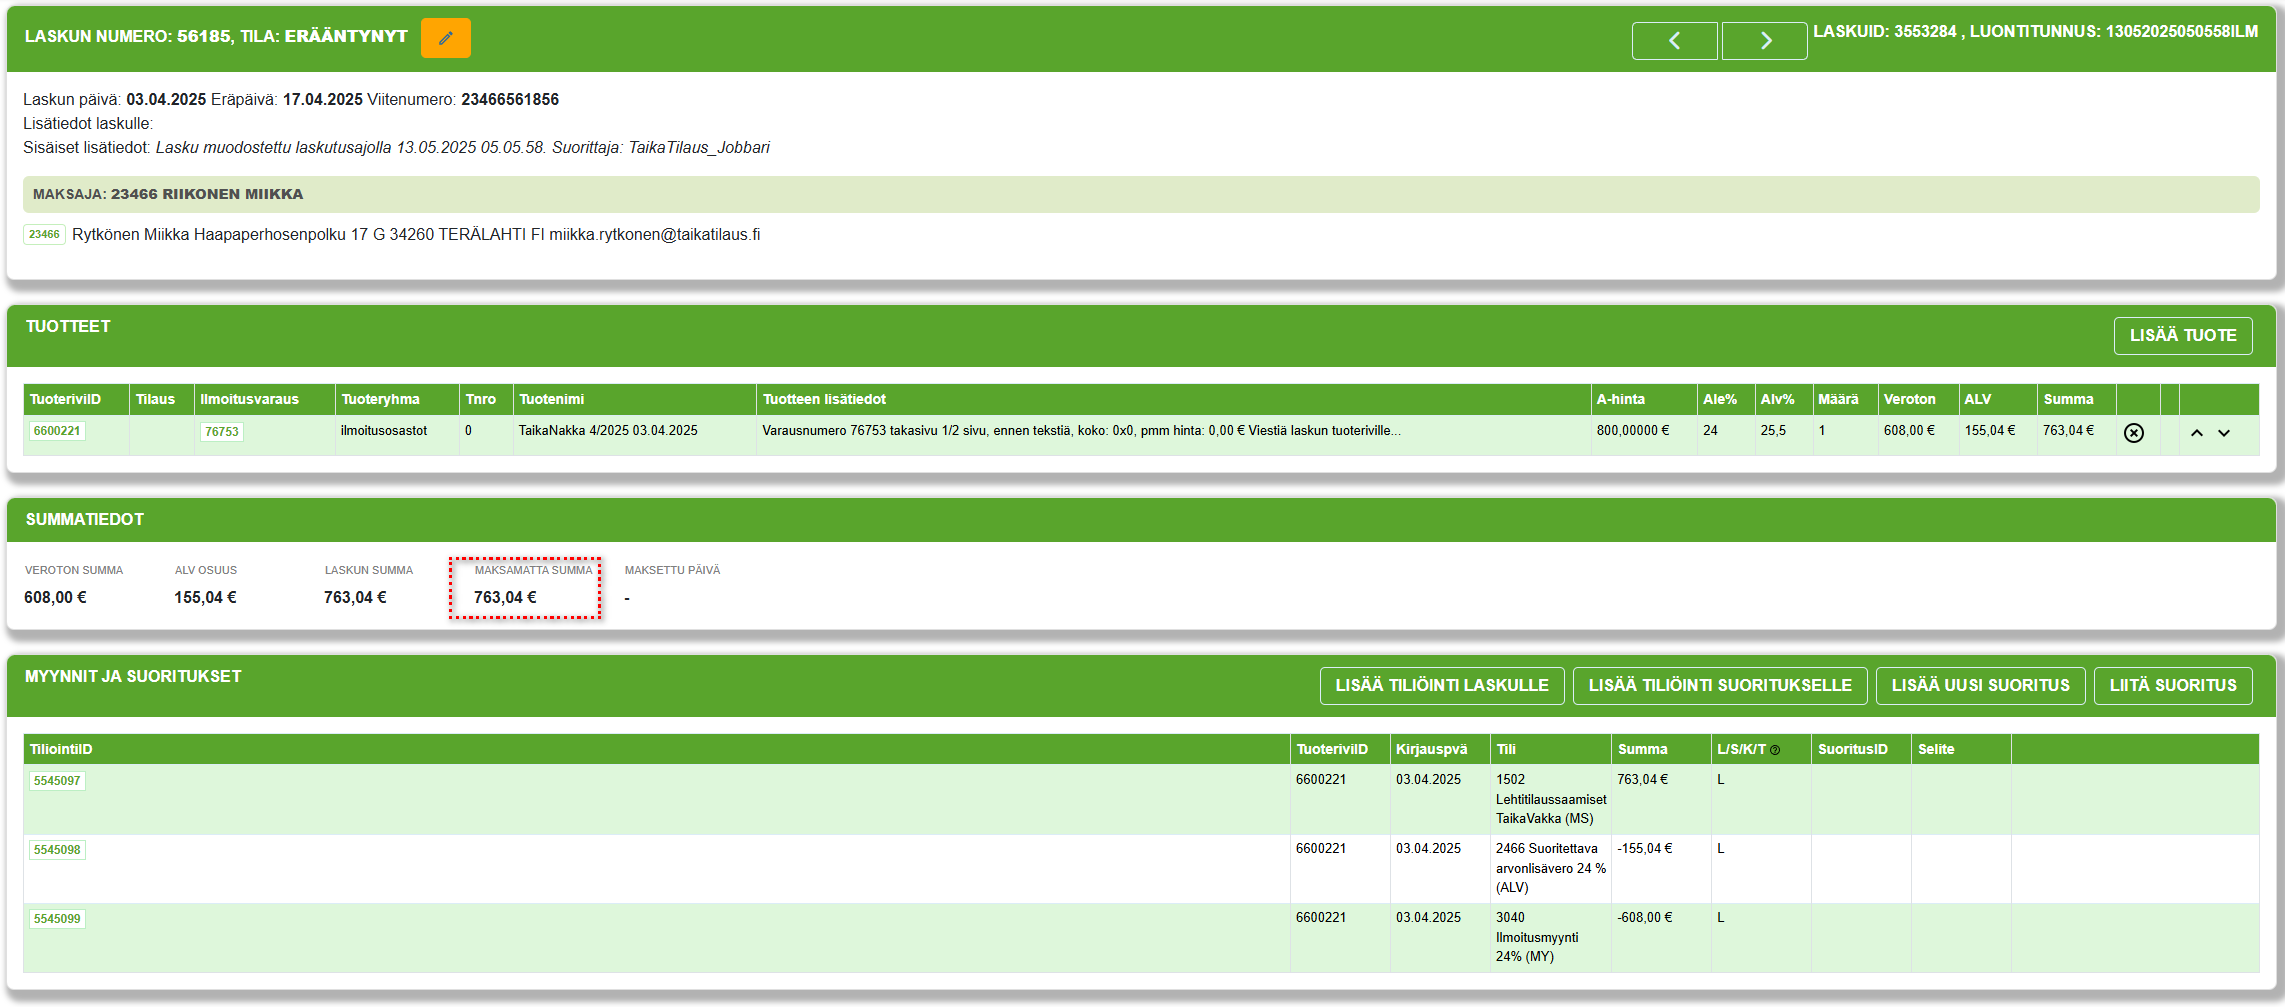 LASKUN NUMERO: 56185, TILA: ERÄÄNTYNYT
LASKUID: 3553284 , LUONTITUNNUS: 13052025050558ILM
Laskun päivä: 03.04.2025 Eräpäivä: 17.04.2025 Viitenumero: 23466561856
Lisätiedot laskulle:
Sisäiset lisätiedot: Lasku muodostettu laskutusajolla 13.05.2025 05.05.58. Suorittaja: TaikaTilaus_Jobbari
MAKSAJA: 23466 RIIKONEN MIIKKA
23466 Rytkönen Miikka Haapaperhosenpolku 17 G 34260 TERÄLAHTI FI miikka.rytkonen@taikatilaus.fi
TUOTTEET
LISÄÄ TUOTE
TuoteriviID Tilaus Ilmoitusvaraus Tuoteryhma Tnro Tuotenimi Tuotteen lisätiedot A-hinta Ale% Alv% Määrä Veroton ALV Summa
6600221 76753 ilmoitusosastot 0 TaikaNakka 4/2025 03.04.2025 Varausnumero 76753 takasivu 1/2 sivu, ennen tekstiä, koko: 0x0, pmm hinta: 0,00 € Viestiä laskun tuoteriville... 800,00000 € 24 25,5 1 608,00 € 155,04 € 763,04 €
SUMMATIEDOT
VEROTON SUMMA ALV OSUUS LASKUN SUMMA MAKSAMATTA SUMMA MAKSETTU PÄIVÄ
608,00 € 155,04 € 763,04 € 763,04 € -
MYYNNIT JA SUORITUKSET
LISÄÄ TILIÖINTI LASKULLE LISÄÄ TILIÖINTI SUORITUKSELLE LISÄÄ UUSI SUORITUS LIITÄ SUORITUS
TiliointiID TuoteriviID Kirjauspvä Tili Summa L/S/K/T SuoritusID Selite
5545097 6600221 03.04.2025 1502 763,04 € L
Lehtitilaussaamiset
TaikaVakka (MS)
5545098 6600221 03.04.2025 2466 Suoritettava -155,04 € L
arvonlisävero 24 %
(ALV)
5545099 6600221 03.04.2025 3040 -608,00 € L
Ilmoitusmyynti
24% (MY)